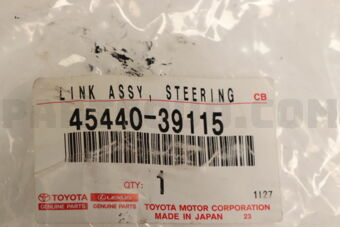 LINK ASSY, STEERING CB
45440-39115
QTY: 1
1127
TOYOTA LEXUS TOYOTA MOTOR CORPORATION
GENUINE PARTS GENUINE PARTS MADE IN JAPAN 23